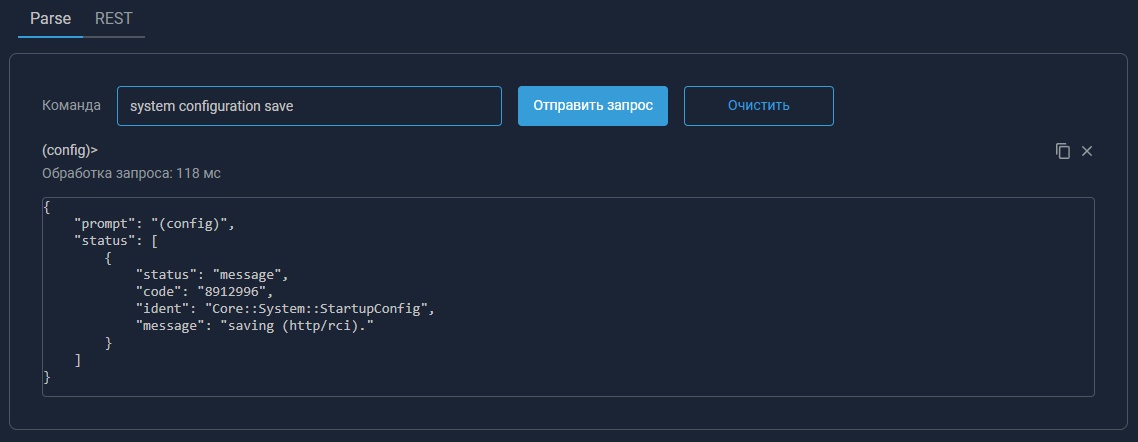 Parse REST
Команда system configuration save Отправить запрос Очистить
(config)>
Обработка запроса: 118 мс
{
    "prompt": "(config)",
    "status": [
        {
            "status": "message",
            "code": "8912996",
            "ident": "Core::System::StartupConfig",
            "message": "saving (http/rci)."
        }
    ]
}